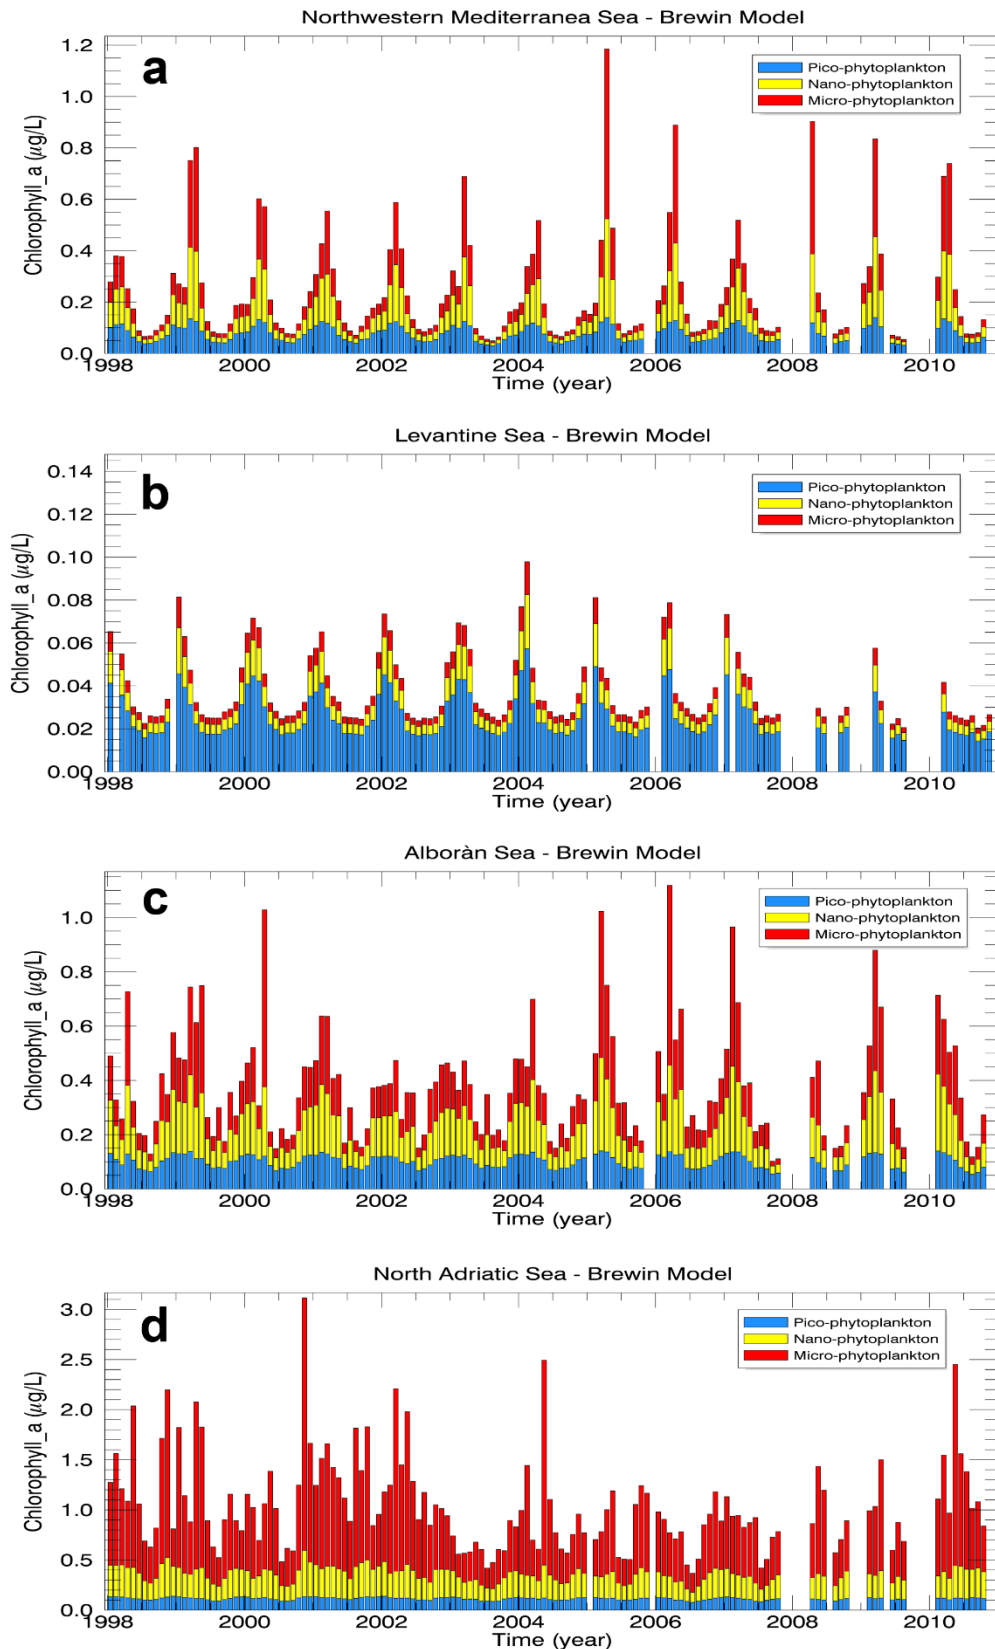 Northwestern Mediterranea Sea - Brewin Model
a
Pico-phytoplankton
Nano-phytoplankton
Micro-phytoplankton
Chlorophyll_a (μg/L)
1.2
1.0
0.8
0.6
0.4
0.2
0.0
1998 2000 2002 2004 2006 2008 2010
Time (year)
Levantine Sea - Brewin Model
b
Pico-phytoplankton
Nano-phytoplankton
Micro-phytoplankton
Chlorophyll_a (μg/L)
0.14
0.12
0.10
0.08
0.06
0.04
0.02
0.00
1998 2000 2002 2004 2006 2008 2010
Time (year)
Alboràn Sea - Brewin Model
c
Pico-phytoplankton
Nano-phytoplankton
Micro-phytoplankton
Chlorophyll_a (μg/L)
1.0
0.8
0.6
0.4
0.2
0.0
1998 2000 2002 2004 2006 2008 2010
Time (year)
North Adriatic Sea - Brewin Model
d
Pico-phytoplankton
Nano-phytoplankton
Micro-phytoplankton
Chlorophyll_a (μg/L)
3.0
2.5
2.0
1.5
1.0
0.5
0.0
1998 2000 2002 2004 2006 2008 2010
Time (year)